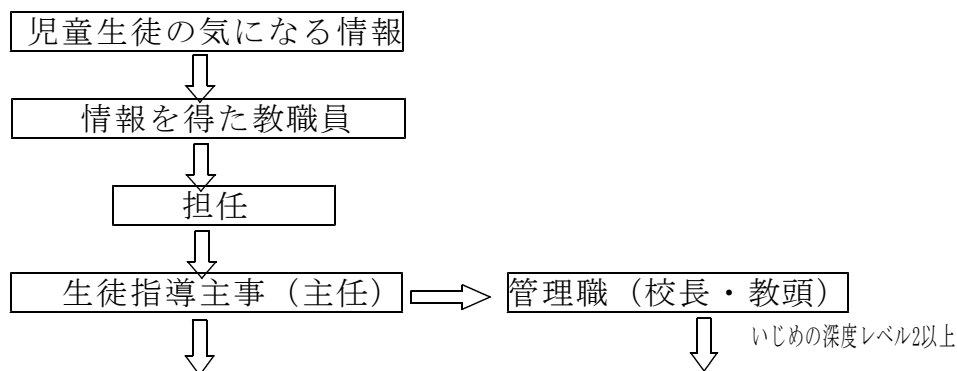 児童生徒の気になる情報
情報を得た教職員
担任
生徒指導主事（主任）
管理職（校長・教頭）
いじめの深度レベル2以上